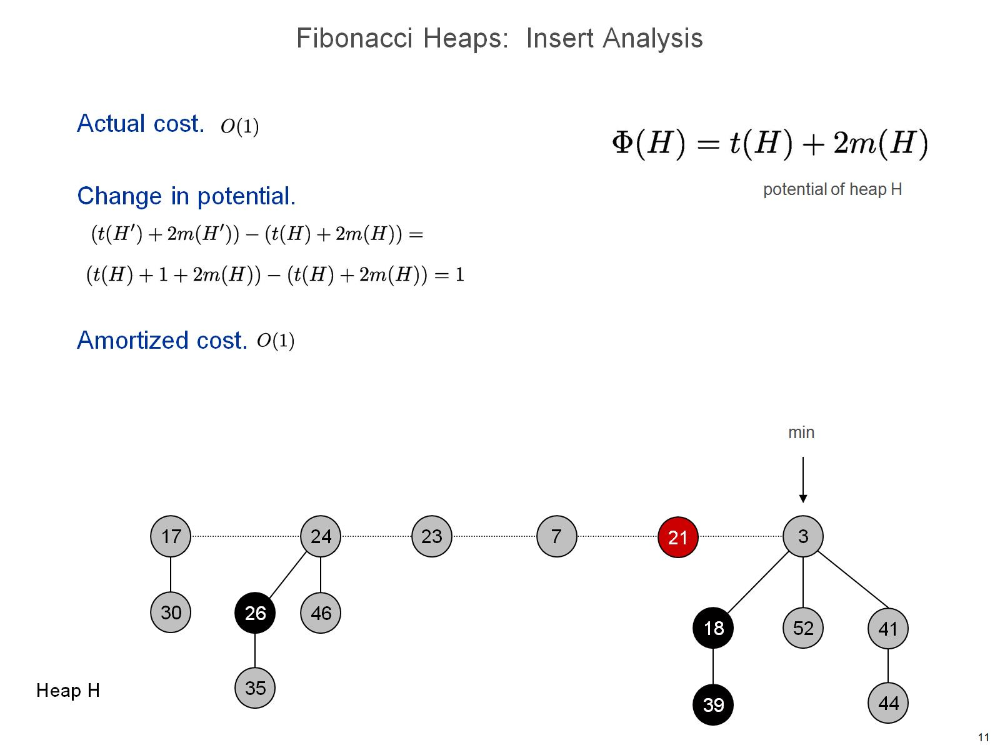 Fibonacci Heaps: Insert Analysis
Actual cost. O(1)
Φ(H) = t(H) + 2m(H)
potential of heap H
Change in potential.
(t(H′) + 2m(H′)) − (t(H) + 2m(H)) =
(t(H) + 1 + 2m(H)) − (t(H) + 2m(H)) = 1
Amortized cost. O(1)
min
17 24 23 7 21 3
30 26 46 18 52 41
35 39 44
Heap H
11